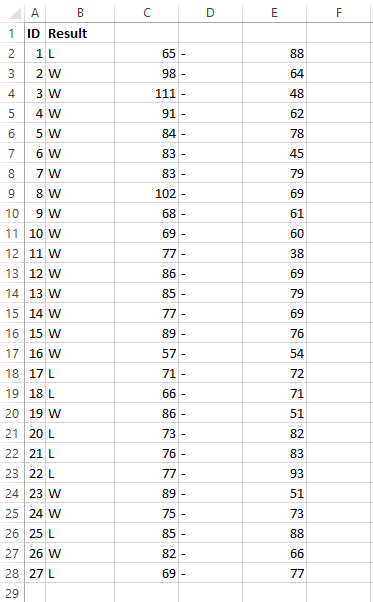 A B C D E F
1 ID Result
2 1 L 65 - 88
3 2 W 98 - 64
4 3 W 111 - 48
5 4 W 91 - 62
6 5 W 84 - 78
7 6 W 83 - 45
8 7 W 83 - 79
9 8 W 102 - 69
10 9 W 68 - 61
11 10 W 69 - 60
12 11 W 77 - 38
13 12 W 86 - 69
14 13 W 85 - 79
15 14 W 77 - 69
16 15 W 89 - 76
17 16 W 57 - 54
18 17 L 71 - 72
19 18 L 66 - 71
20 19 W 86 - 51
21 20 L 73 - 82
22 21 L 76 - 83
23 22 L 77 - 93
24 23 W 89 - 51
25 24 W 75 - 73
26 25 L 85 - 88
27 26 W 82 - 66
28 27 L 69 - 77
29